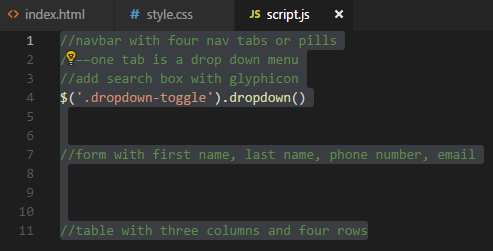 index.html # style.css JS script.js ×
1 //navbar with four nav tabs or pills
2 /--one tab is a drop down menu
3 //add search box with glyphicon
4 $('.dropdown-toggle').dropdown()
5
6
7 //form with first name, last name, phone number, email
8
9
10
11 //table with three columns and four rows